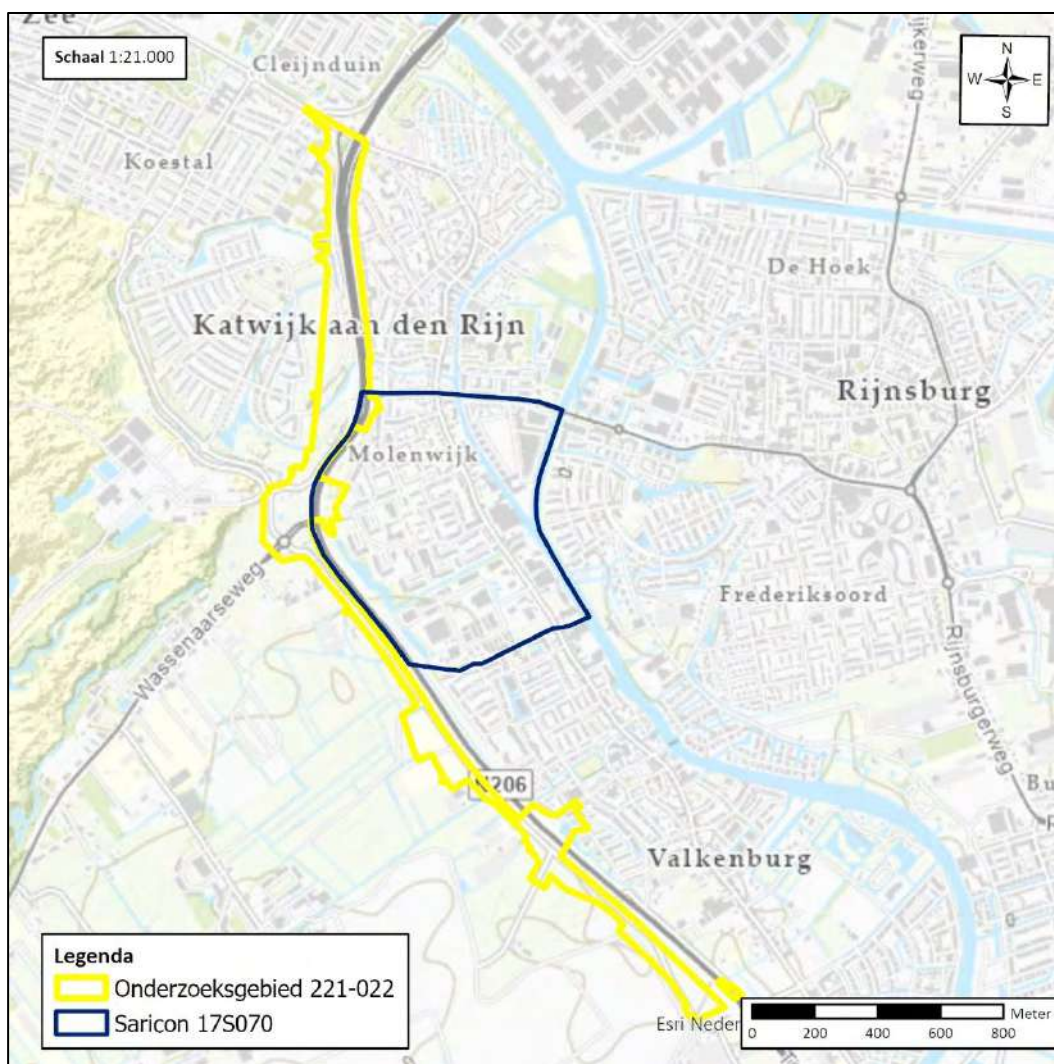 Zee
Schaal 1:21.000
Cleijnduin
N
W E
S
Koestal
De Hoek
Katwijk aan den Rijn
Rijnsburg
Molenwijk
Wassenaarseweg
Frederiksoord
Rijnsburgerweg
N206
Valkenburg
Legenda
Onderzoeksgebied 221-022
Saricon 17S070
Esri Neder
Meter
0 200 400 600 800